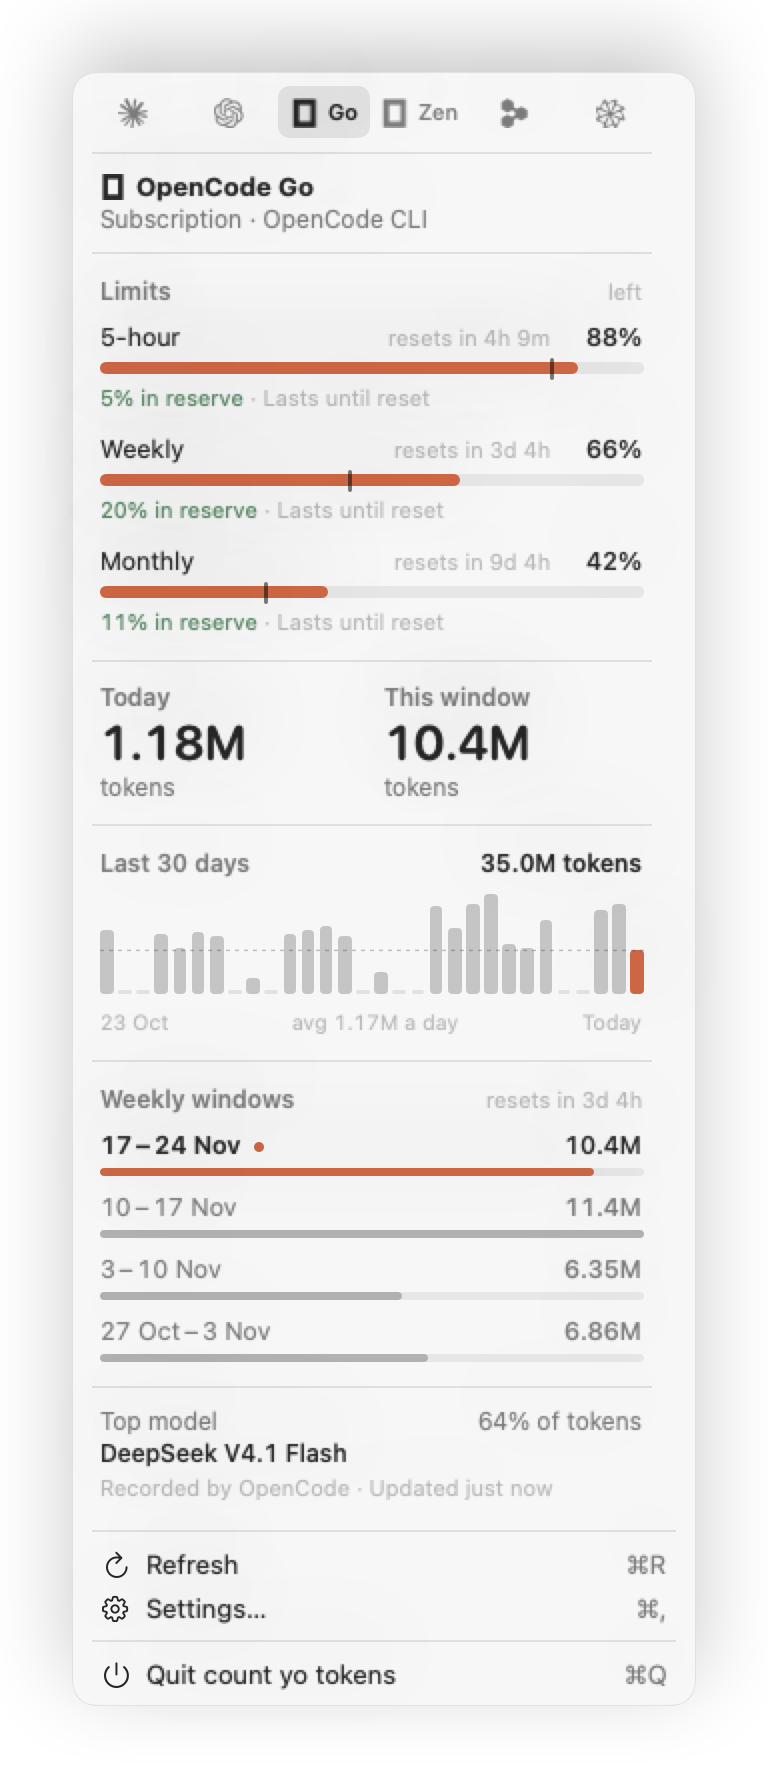 Go Zen
OpenCode Go
Subscription · OpenCode CLI
Limits left
5-hour resets in 4h 9m 88%
5% in reserve · Lasts until reset
Weekly resets in 3d 4h 66%
20% in reserve · Lasts until reset
Monthly resets in 9d 4h 42%
11% in reserve · Lasts until reset
Today This window
1.18M 10.4M
tokens tokens
Last 30 days 35.0M tokens
23 Oct avg 1.17M a day Today
Weekly windows resets in 3d 4h
17–24 Nov 10.4M
10–17 Nov 11.4M
3–10 Nov 6.35M
27 Oct–3 Nov 6.86M
Top model 64% of tokens
DeepSeek V4.1 Flash
Recorded by OpenCode · Updated just now
Refresh ⌘R
Settings... ⌘,
Quit count yo tokens ⌘Q